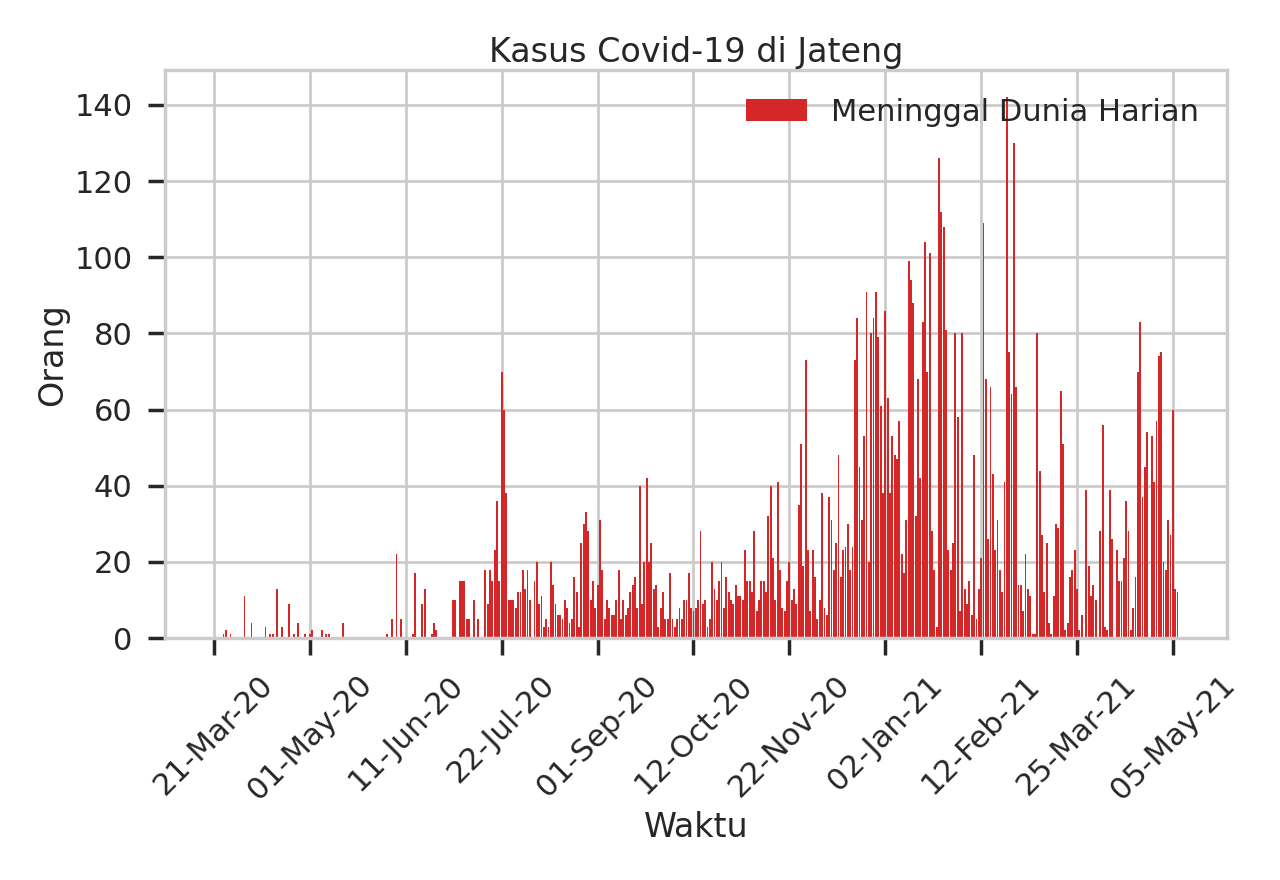 Kasus Covid-19 di Jateng
Meninggal Dunia Harian
140
120
100
80
60
40
20
0
Orang
21-Mar-20
01-May-20
11-Jun-20
22-Jul-20
01-Sep-20
12-Oct-20
22-Nov-20
02-Jan-21
12-Feb-21
25-Mar-21
05-May-21
Waktu